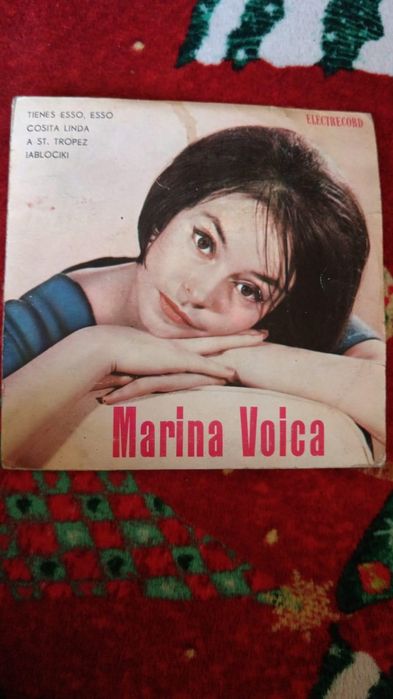 TIENES ESSO, ESSO
COSITA LINDA
A ST. TROPEZ
IABLOCIKI
ELECTRECORD
Marina Voica